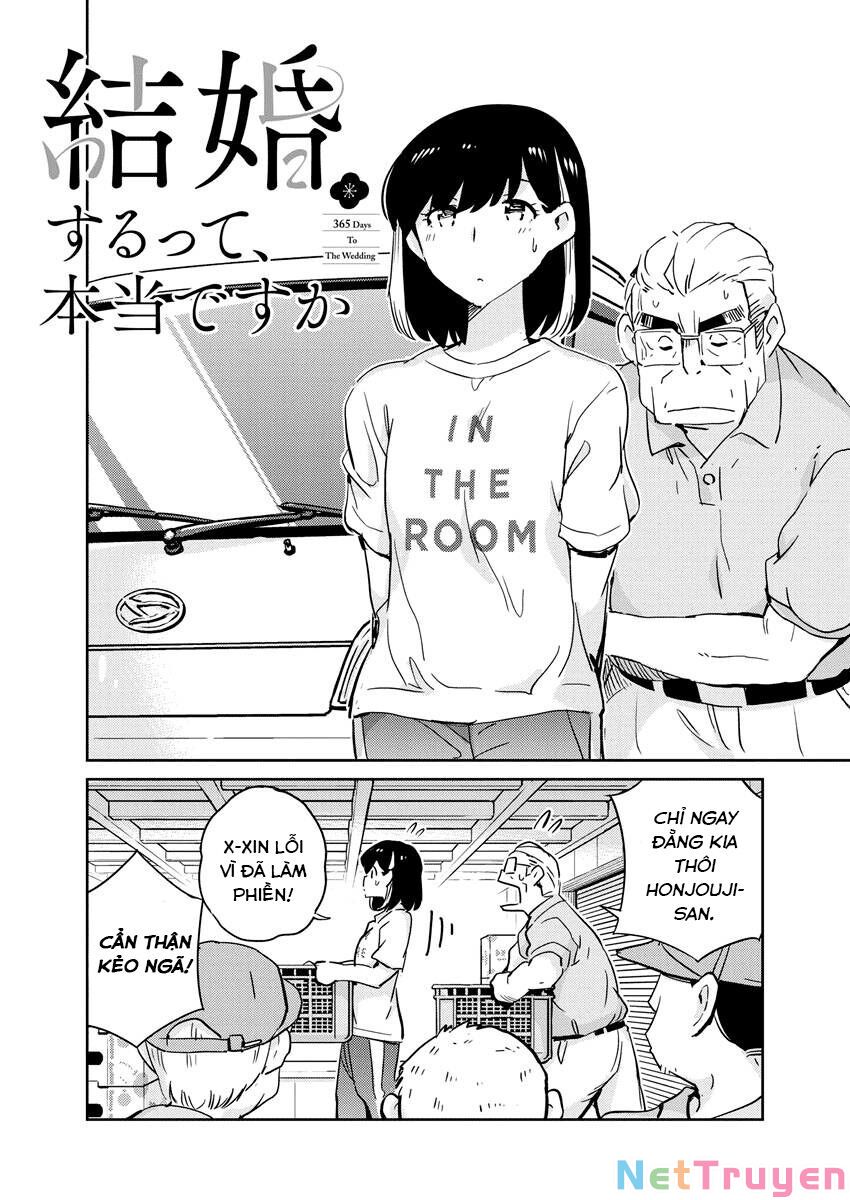 結婚
するって、
本当ですか
365 Days
To
The Wedding
IN
THE
ROOM
CHỈ NGAY
ĐẰNG KIA
THÔI
HONJOUJI-
SAN.
X-XIN LỖI
VÌ ĐÃ LÀM
PHIỀN!
CẨN THẬN
KẺO NGÃ!
NetTruyen